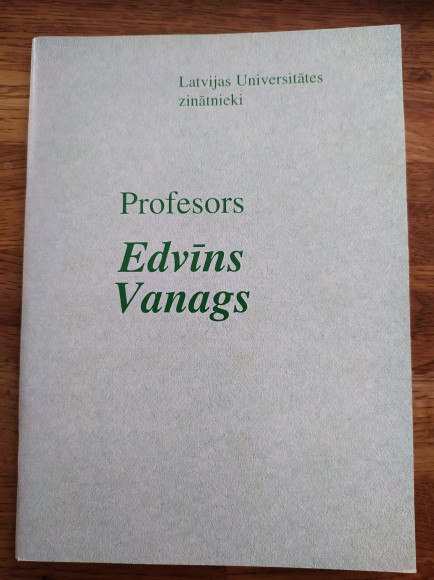 Latvijas Universitātes
zinātnieki
Profesors
Edvīns
Vanags